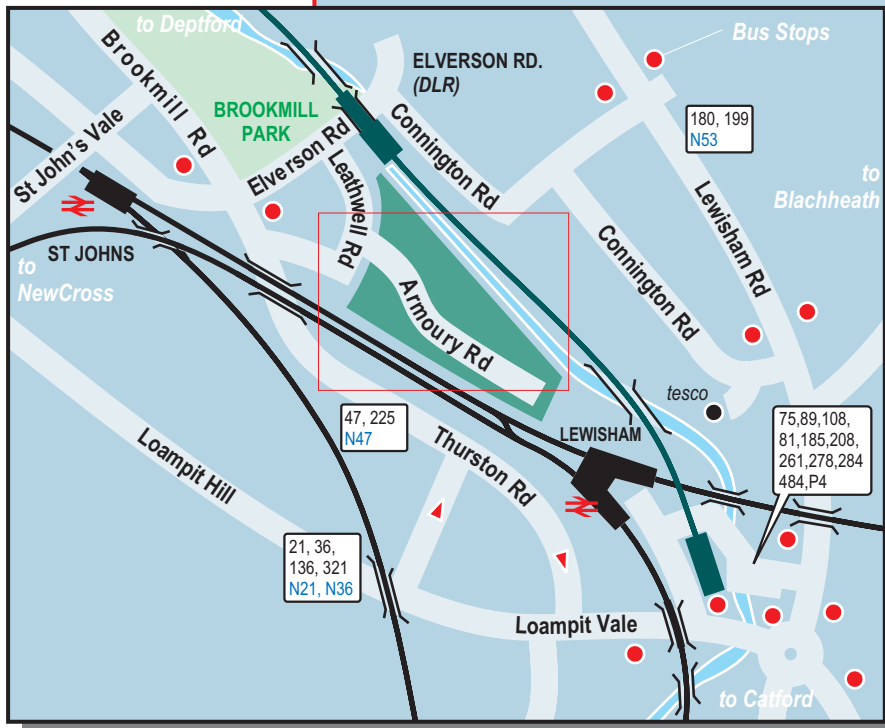 to Deptford
Bus Stops
Brookmill Rd
ELVERSON RD.
(DLR)
BROOKMILL
PARK
180, 199
N53
St John's Vale
Elverson Rd
Connington Rd
to
Blachheath
Leathwell Rd
Lewisham Rd
ST JOHNS
to
NewCross
Connington Rd
Armoury Rd
tesco
47, 225
N47
LEWISHAM
75,89,108,
81,185,208,
261,278,284
484,P4
Loampit Hill
Thurston Rd
21, 36,
136, 321
N21, N36
Loampit Vale
to Catford